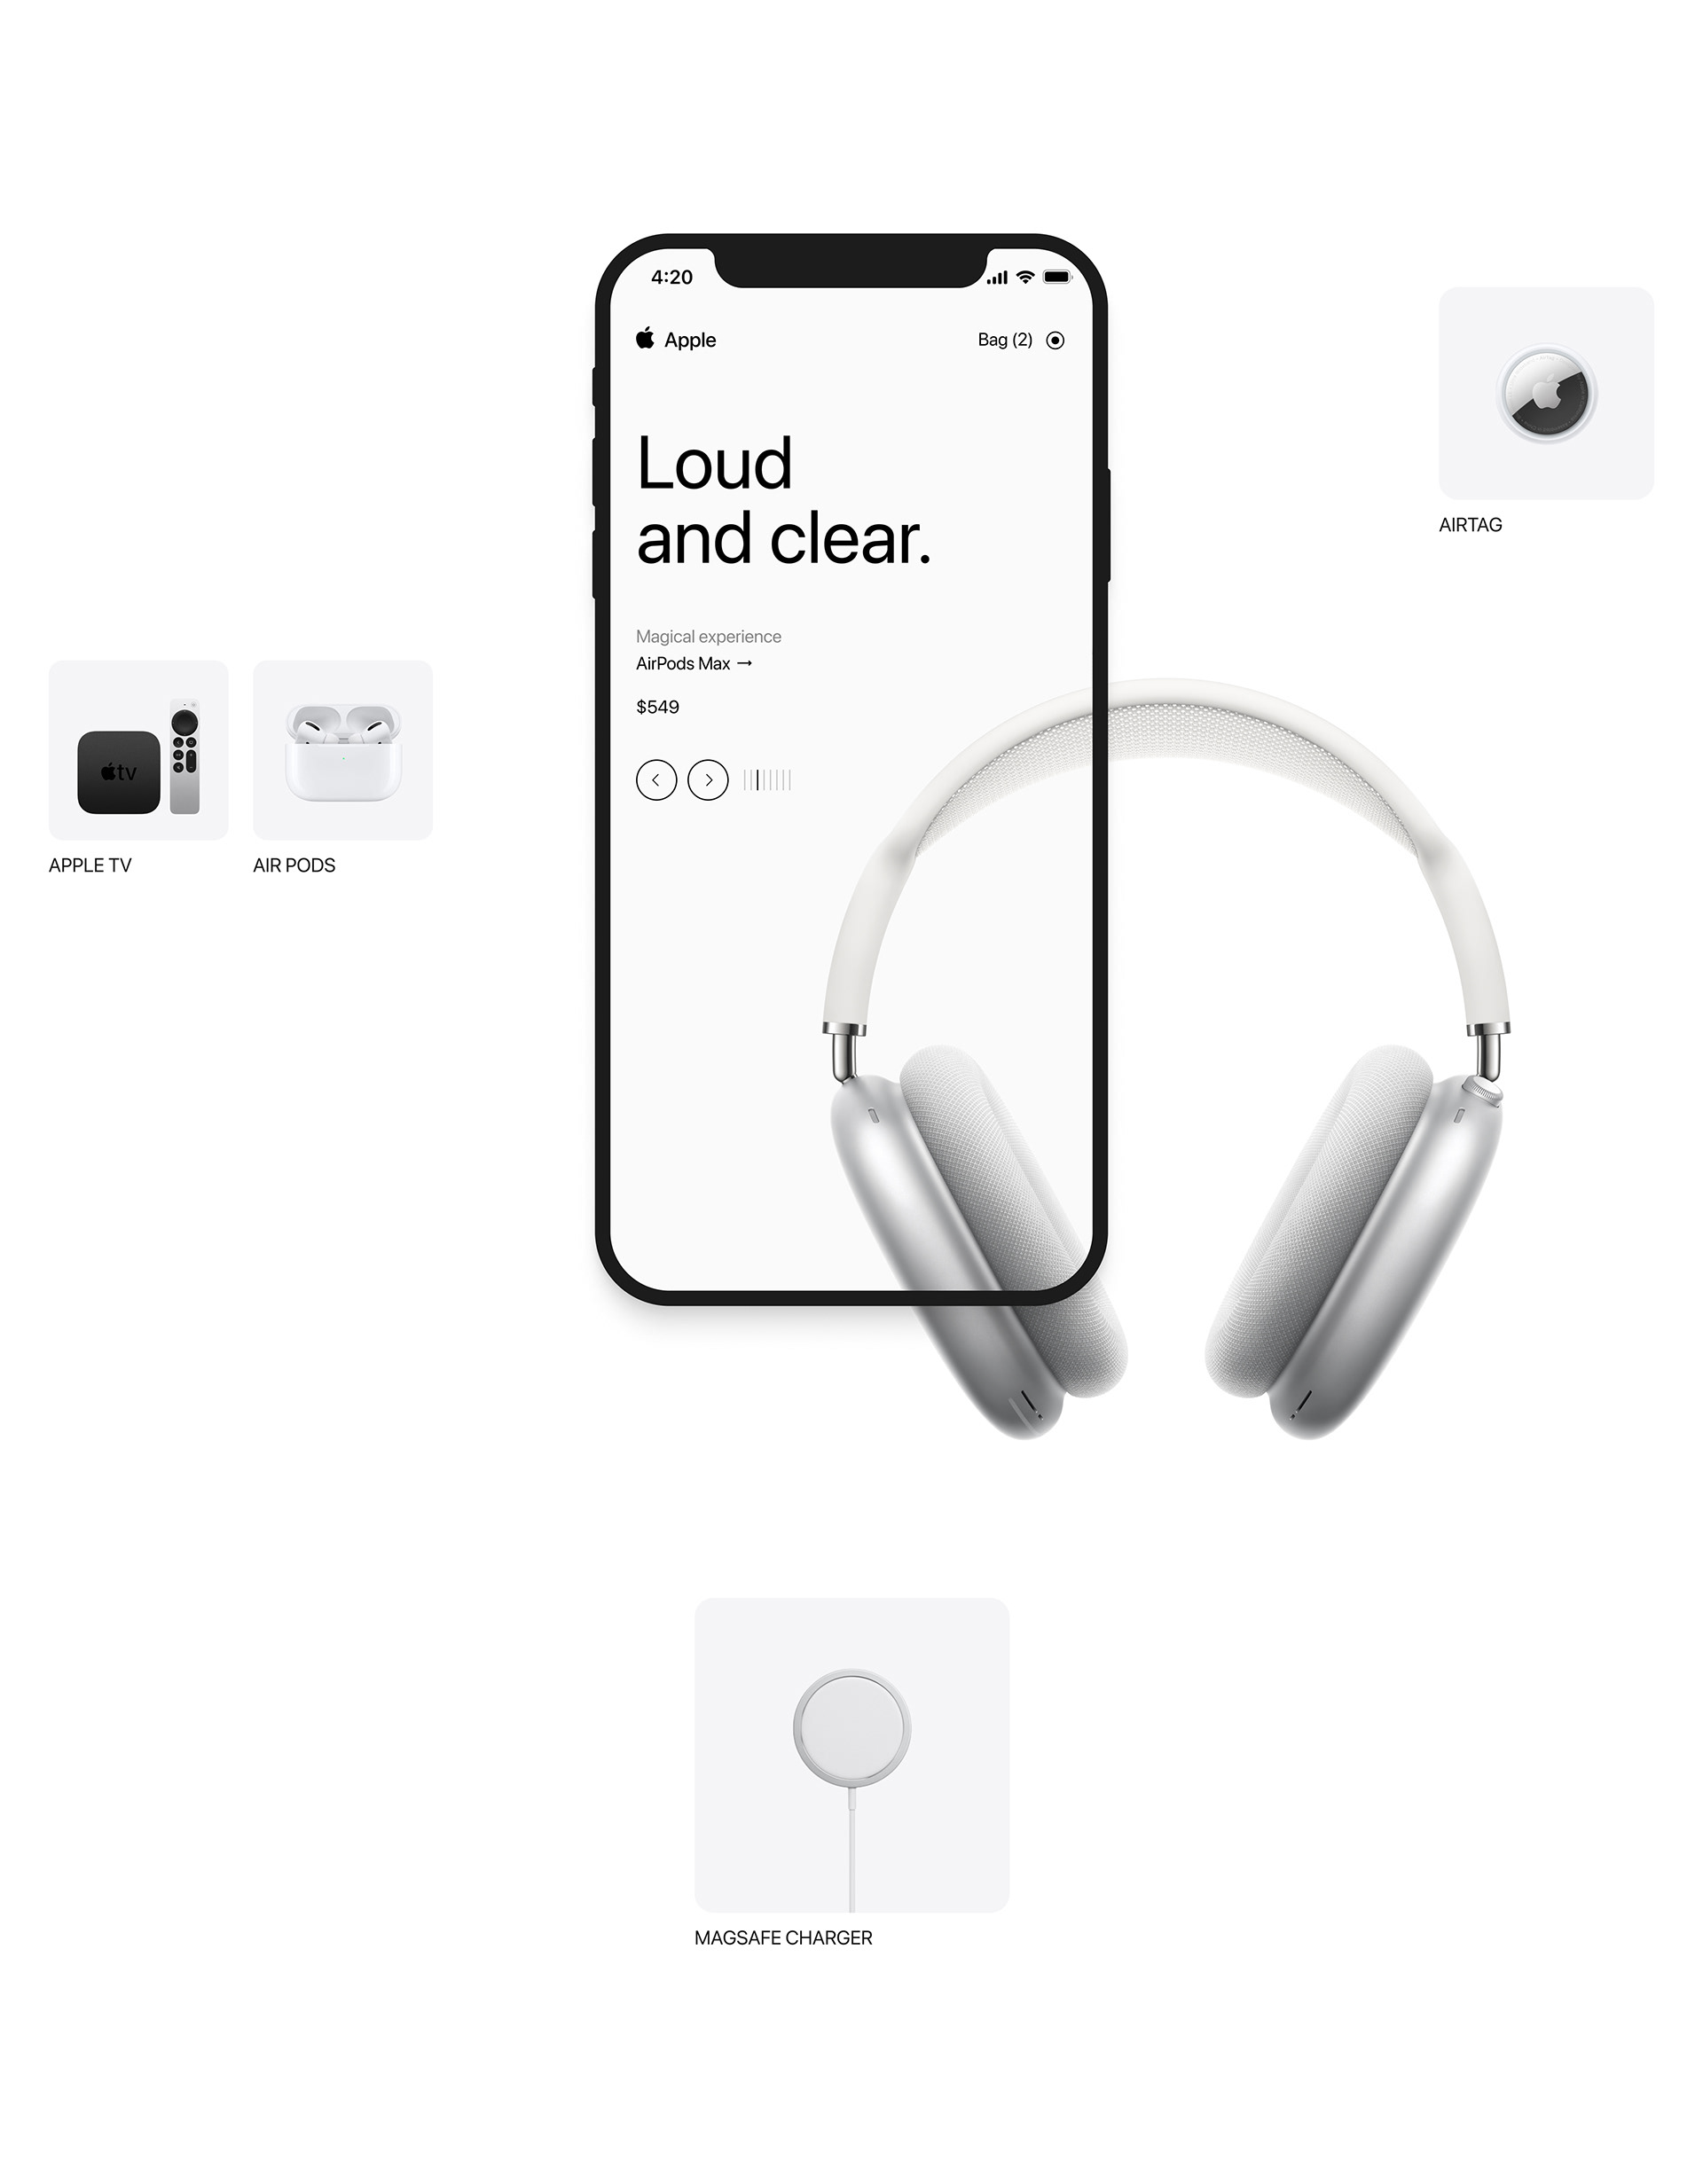 4:20
Apple
Bag (2)
Loud
and clear.
Magical experience
AirPods Max →
$549
AIRTAG
tv
APPLE TV
AIR PODS
MAGSAFE CHARGER